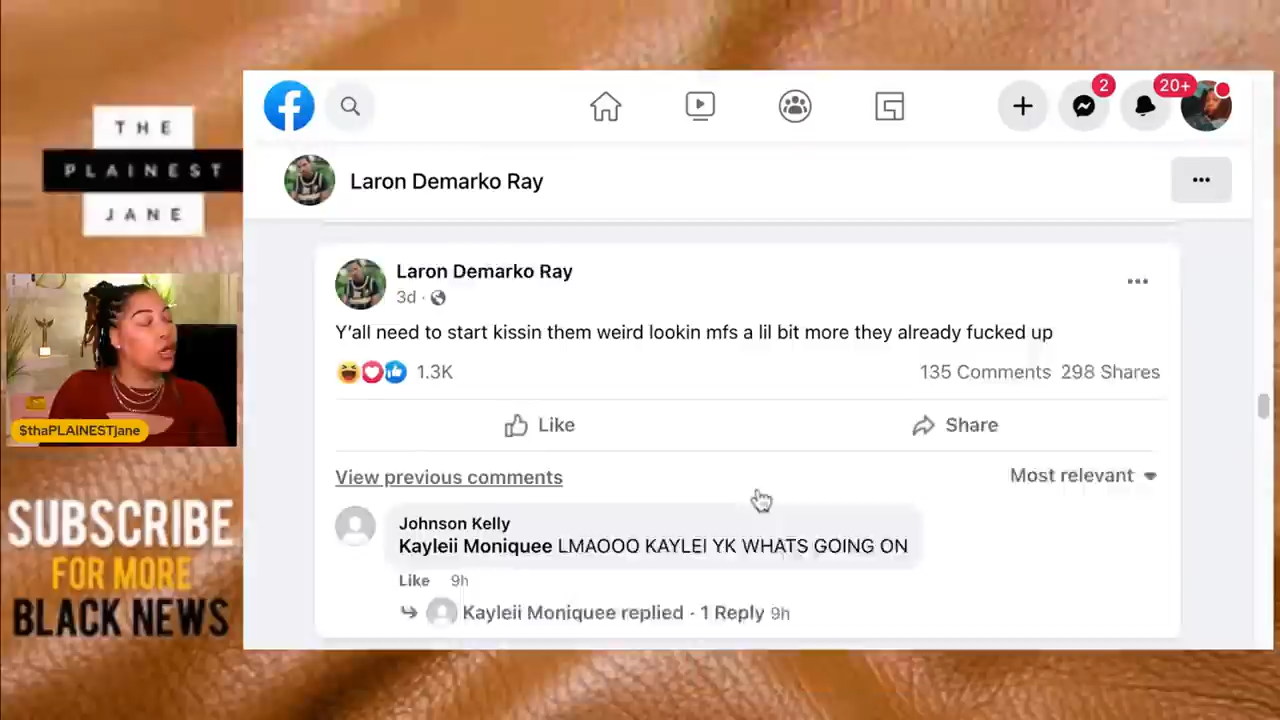 THE
PLAINEST
JANE
$thaPLAINESTjane
SUBSCRIBE
FOR MORE
BLACK NEWS
2
20+
Laron Demarko Ray
Laron Demarko Ray
3d ·
Y'all need to start kissin them weird lookin mfs a lil bit more they already fucked up
1.3K
135 Comments 298 Shares
Like
Share
View previous comments
Most relevant
Johnson Kelly
Kayleii Moniquee LMAOOO KAYLEI YK WHATS GOING ON
Like 9h
Kayleii Moniquee replied · 1 Reply 9h